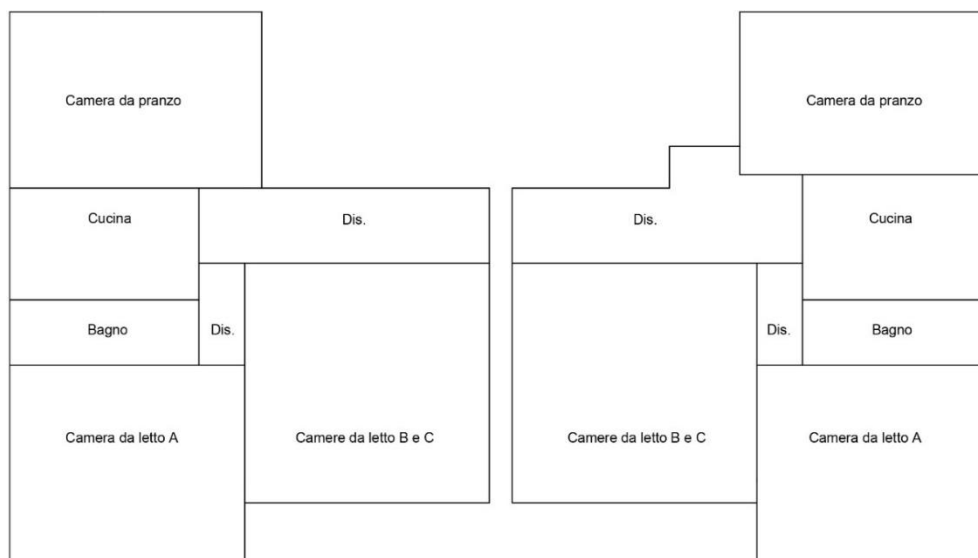 Camera da pranzo
Camera da pranzo
Cucina
Dis.
Dis.
Cucina
Bagno
Dis.
Dis.
Bagno
Camera da letto A
Camere da letto B e C
Camere da letto B e C
Camera da letto A